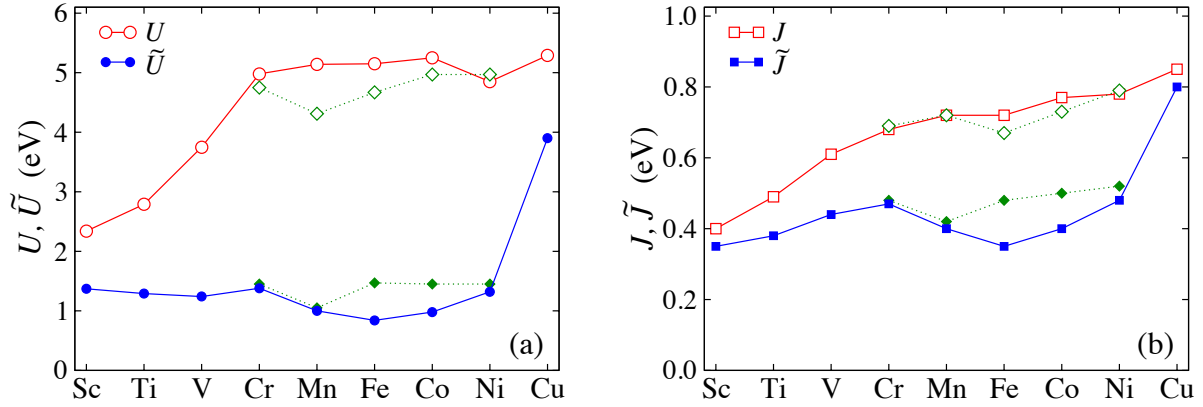 6
5
4
3
2
1
0
U, Ũ (eV)
U
Ũ
(a)
Sc Ti V Cr Mn Fe Co Ni Cu
1.0
0.8
0.6
0.4
0.2
0.0
J, J̃ (eV)
J
J̃
(b)
Sc Ti V Cr Mn Fe Co Ni Cu